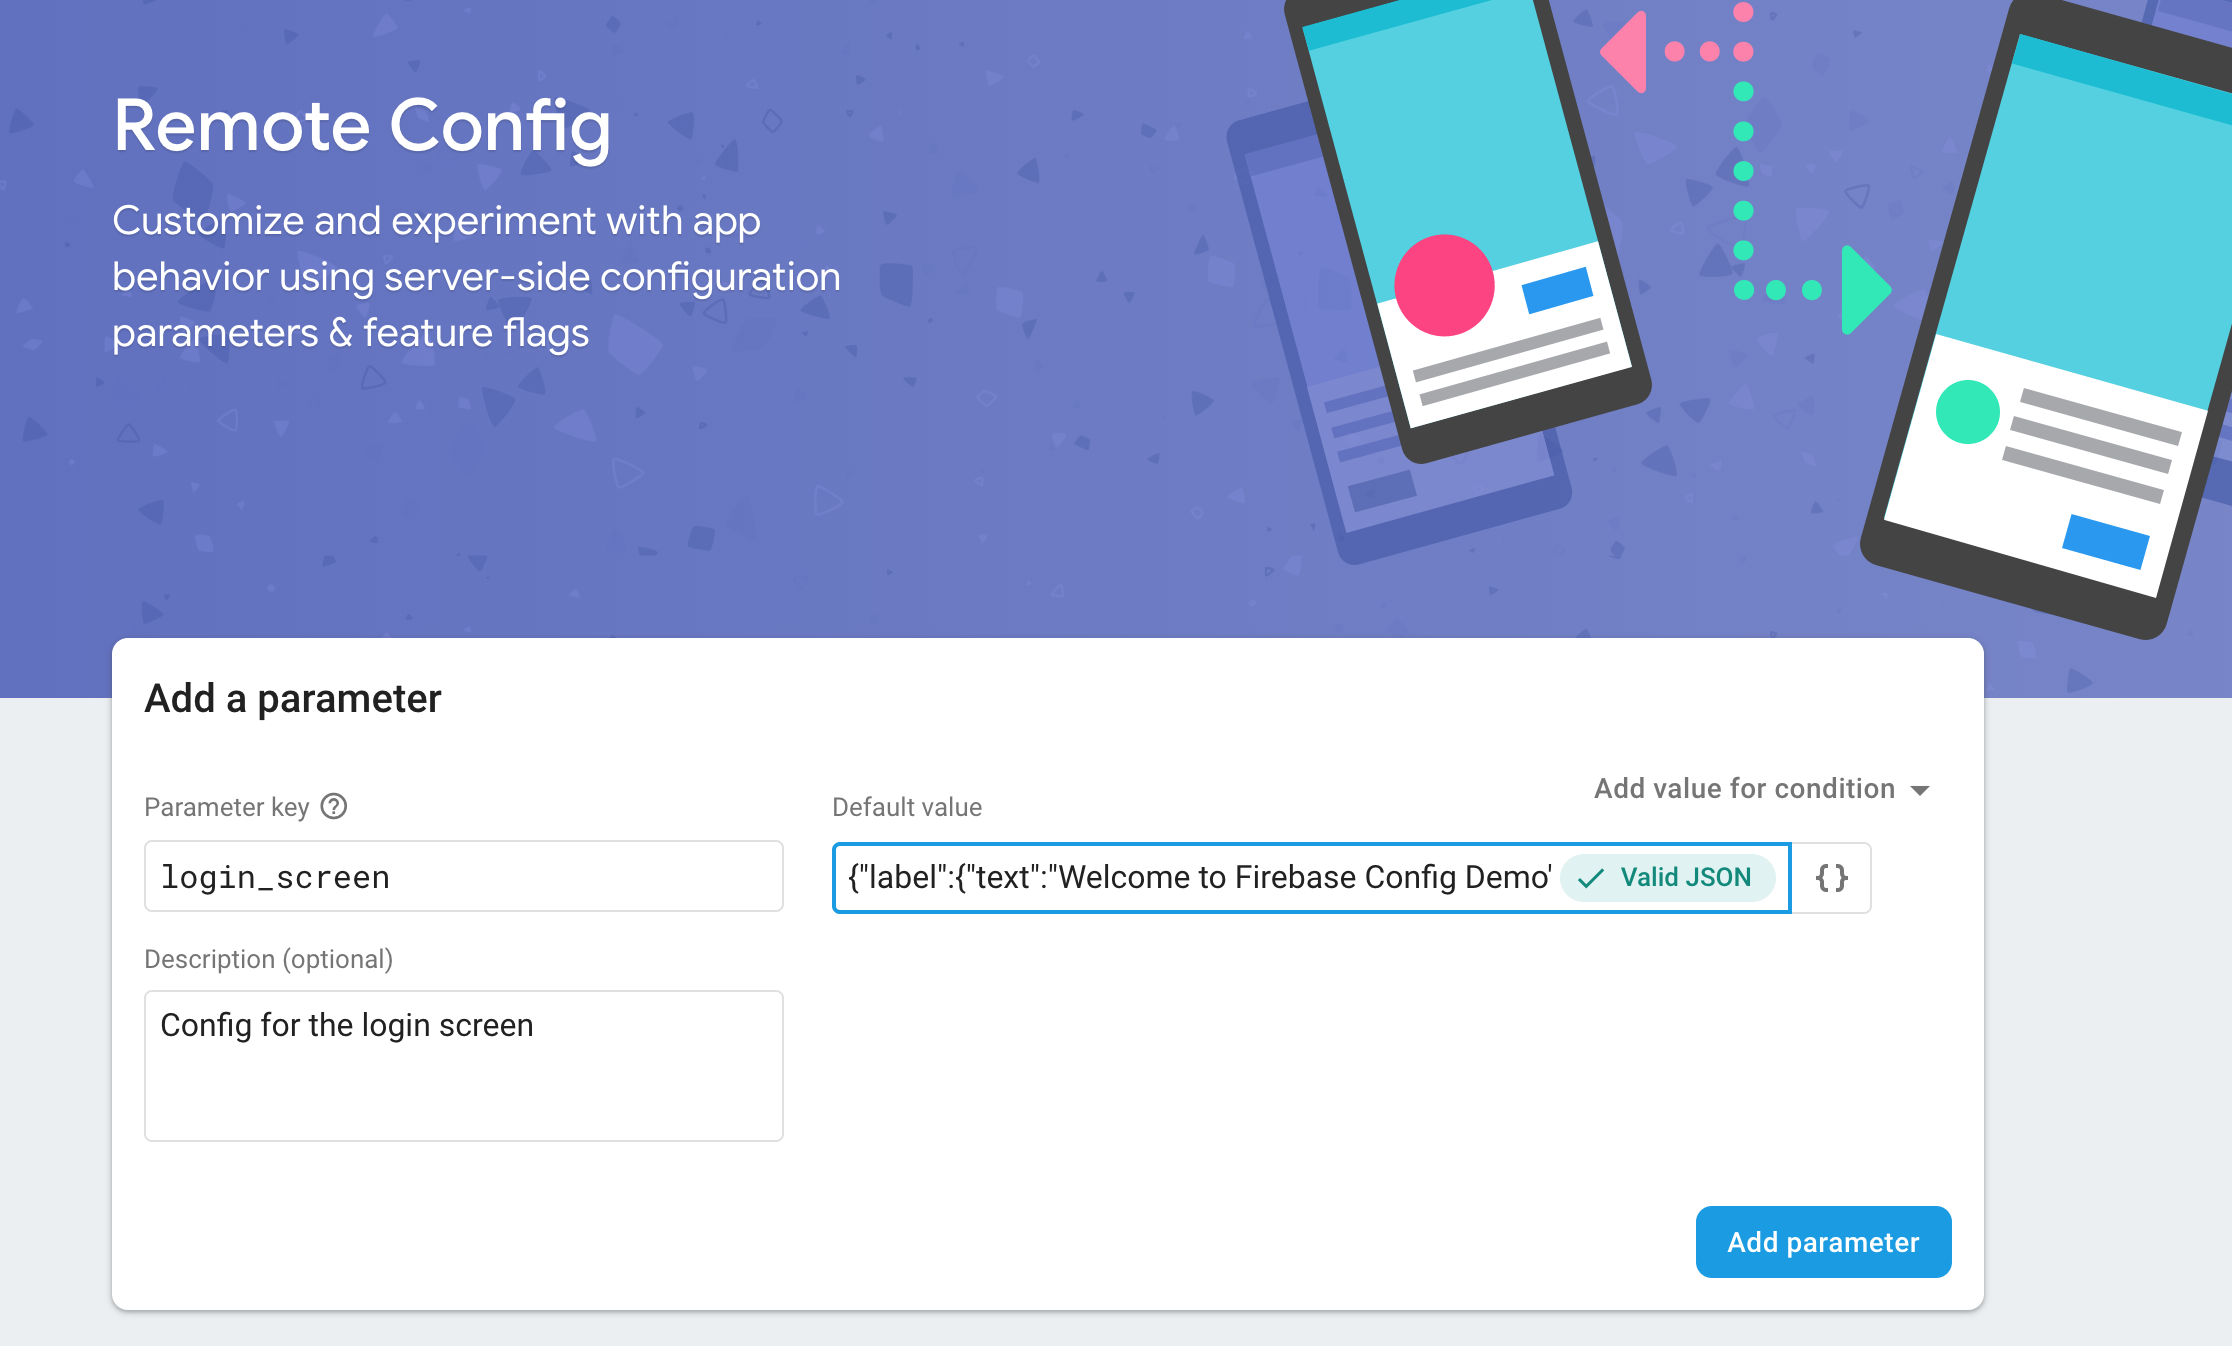 Remote Config
Customize and experiment with app
behavior using server-side configuration
parameters & feature flags
Add a parameter
Add value for condition
Parameter key
Default value
login_screen
{"label":{"text":"Welcome to Firebase Config Demo'
Valid JSON
{}
Description (optional)
Config for the login screen
Add parameter